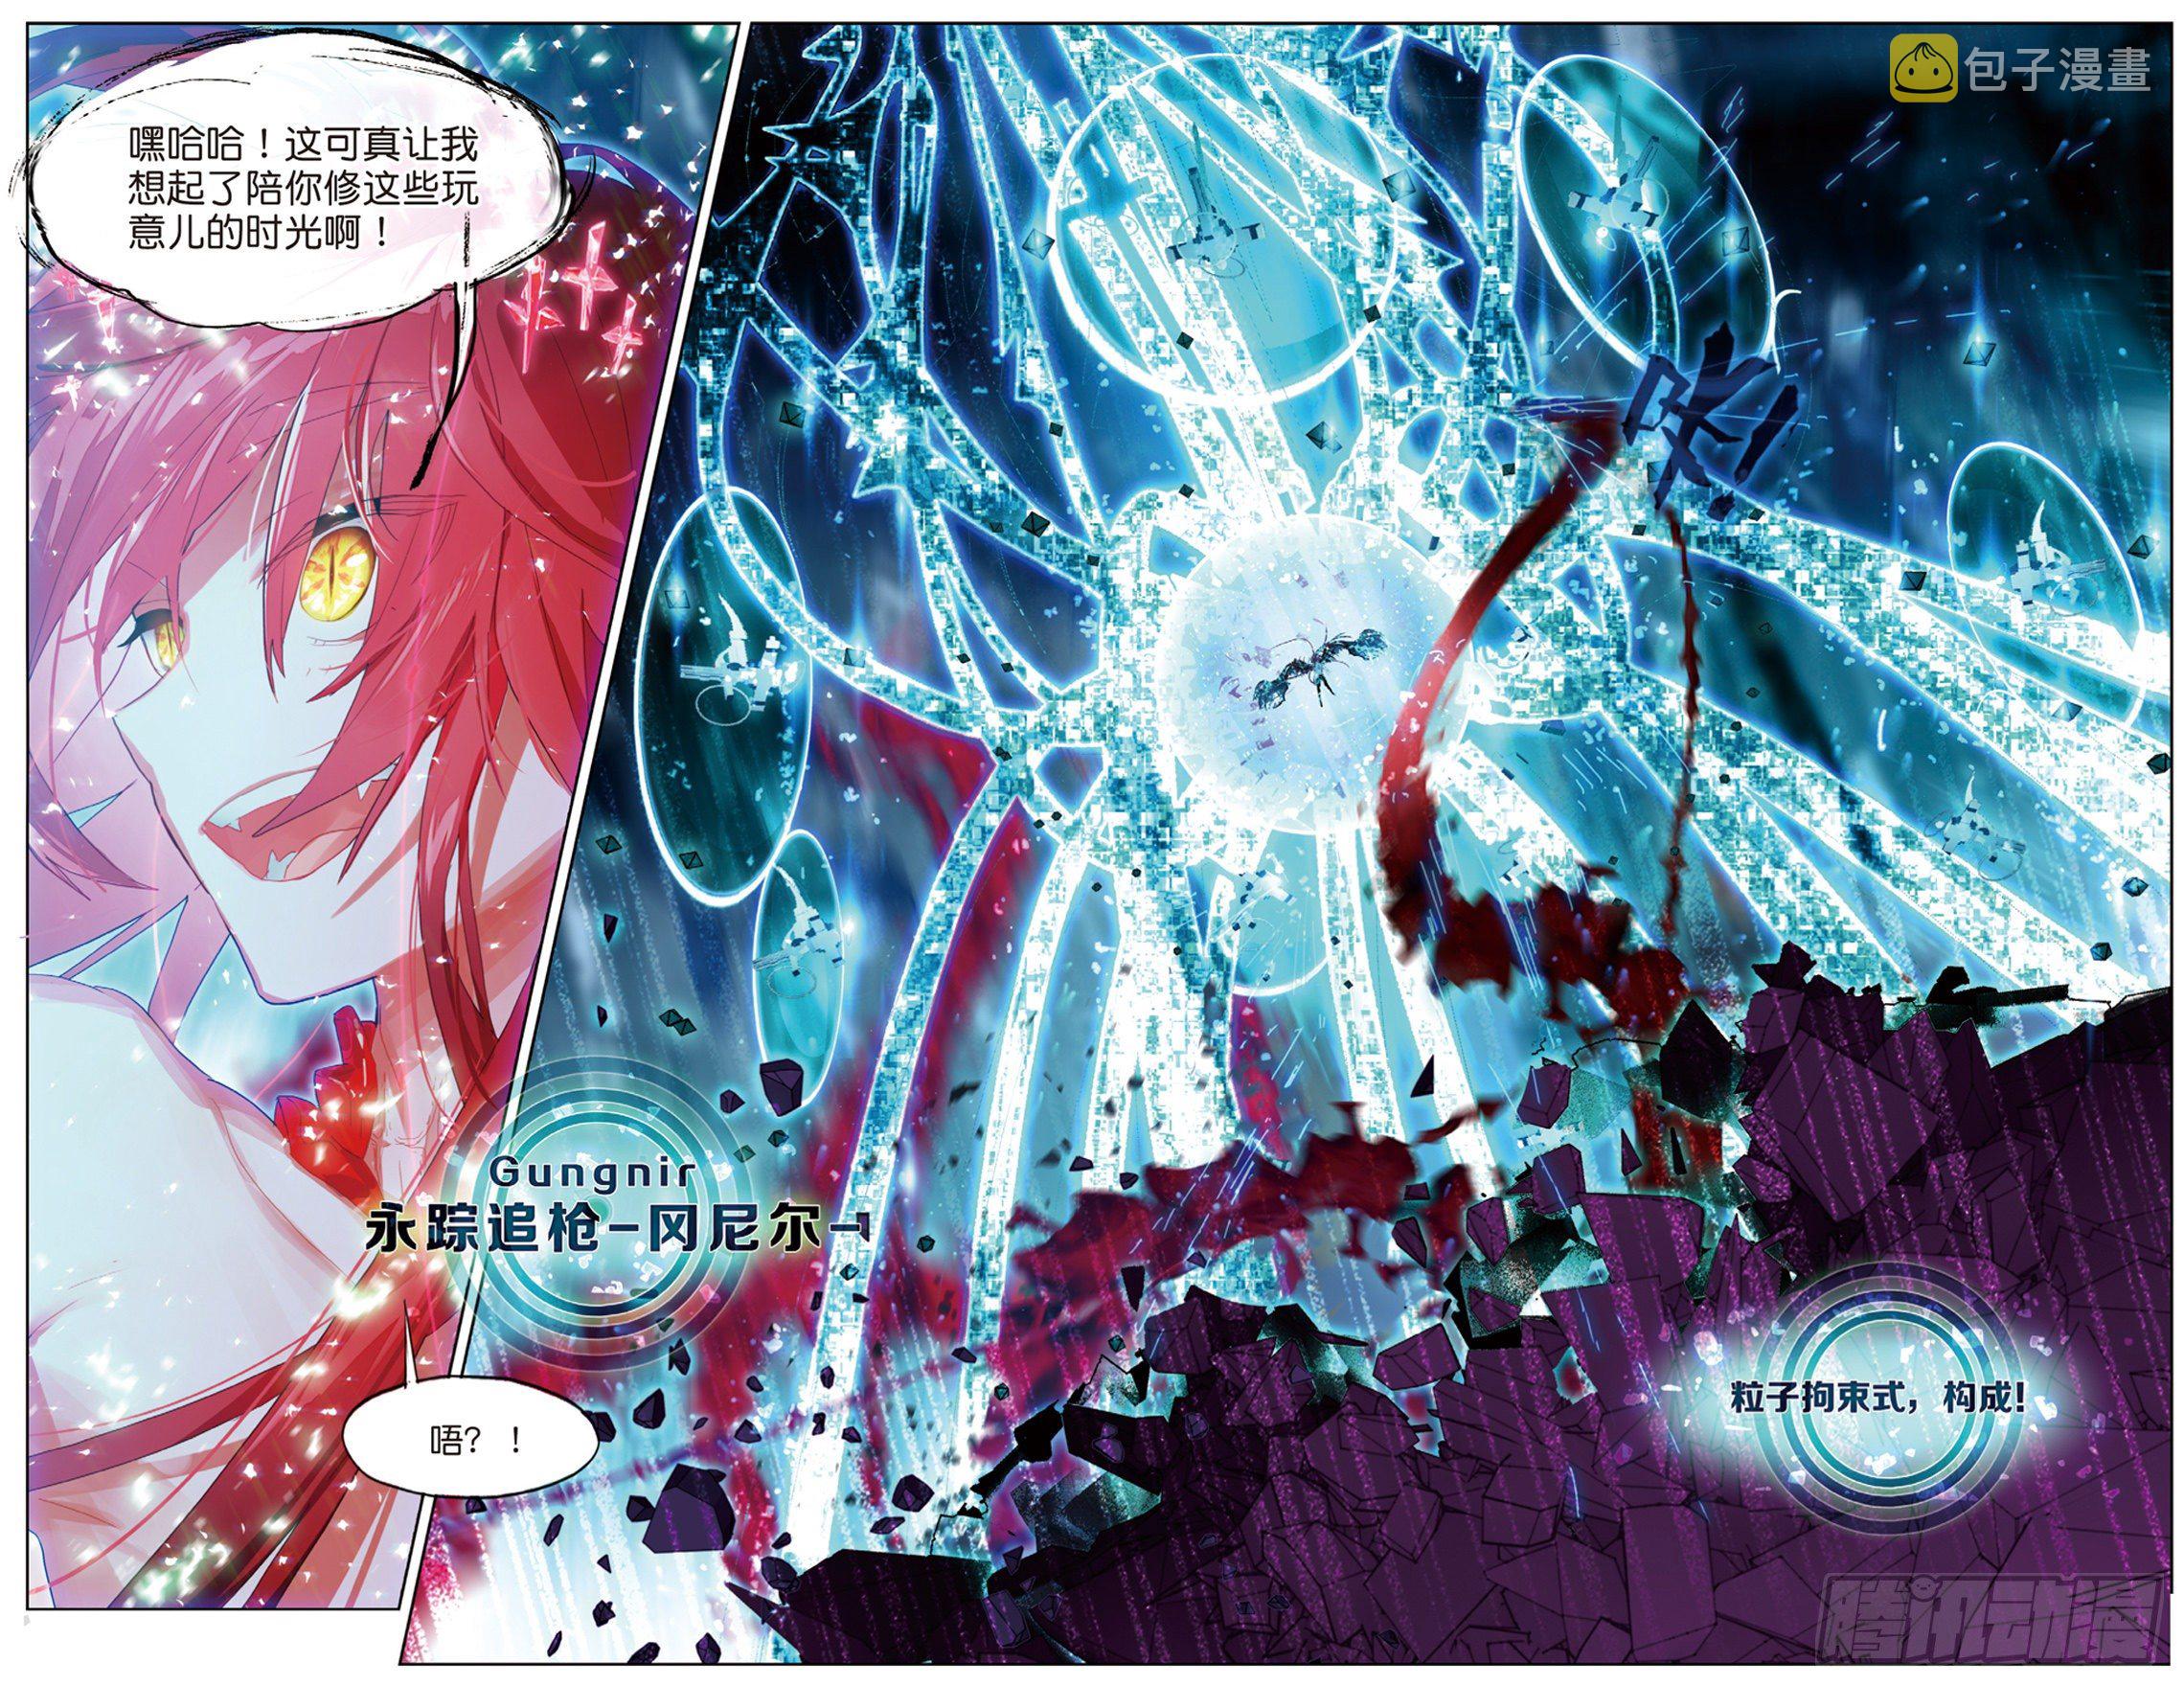 包子漫畫
嘿哈哈！这可真让我
想起了陪你修这些玩
意儿的时光啊！
Gungnir
永踪追枪-冈尼尔-
唔？！
粒子拘束式，构成！
腾讯动漫